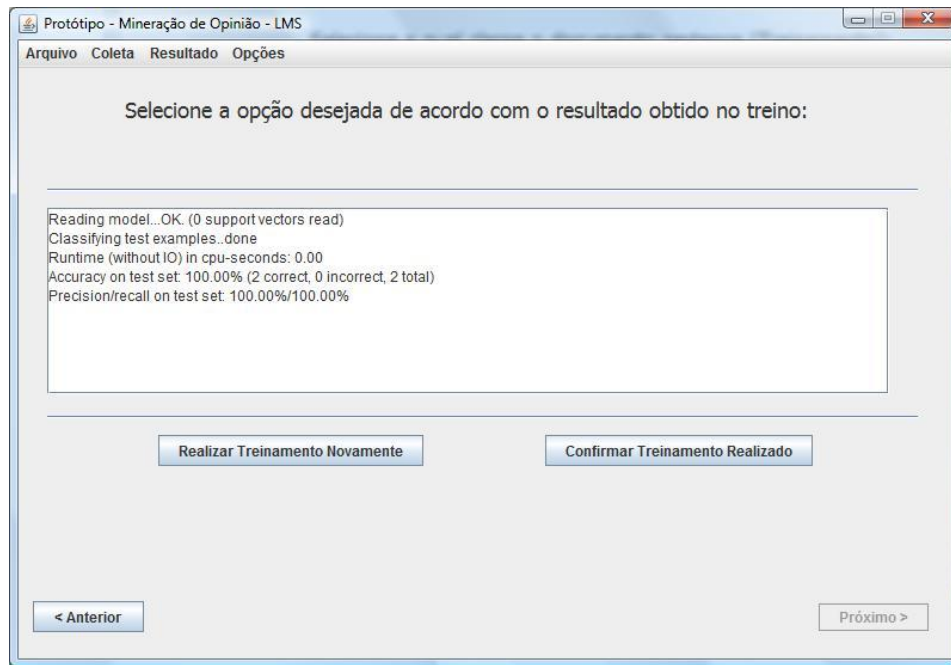 Protótipo - Mineração de Opinião - LMS
Arquivo Coleta Resultado Opções
Selecione a opção desejada de acordo com o resultado obtido no treino:
Reading model...OK. (0 support vectors read)
Classifying test examples..done
Runtime (without IO) in cpu-seconds: 0.00
Accuracy on test set: 100.00% (2 correct, 0 incorrect, 2 total)
Precision/recall on test set: 100.00%/100.00%
Realizar Treinamento Novamente Confirmar Treinamento Realizado
< Anterior Próximo >